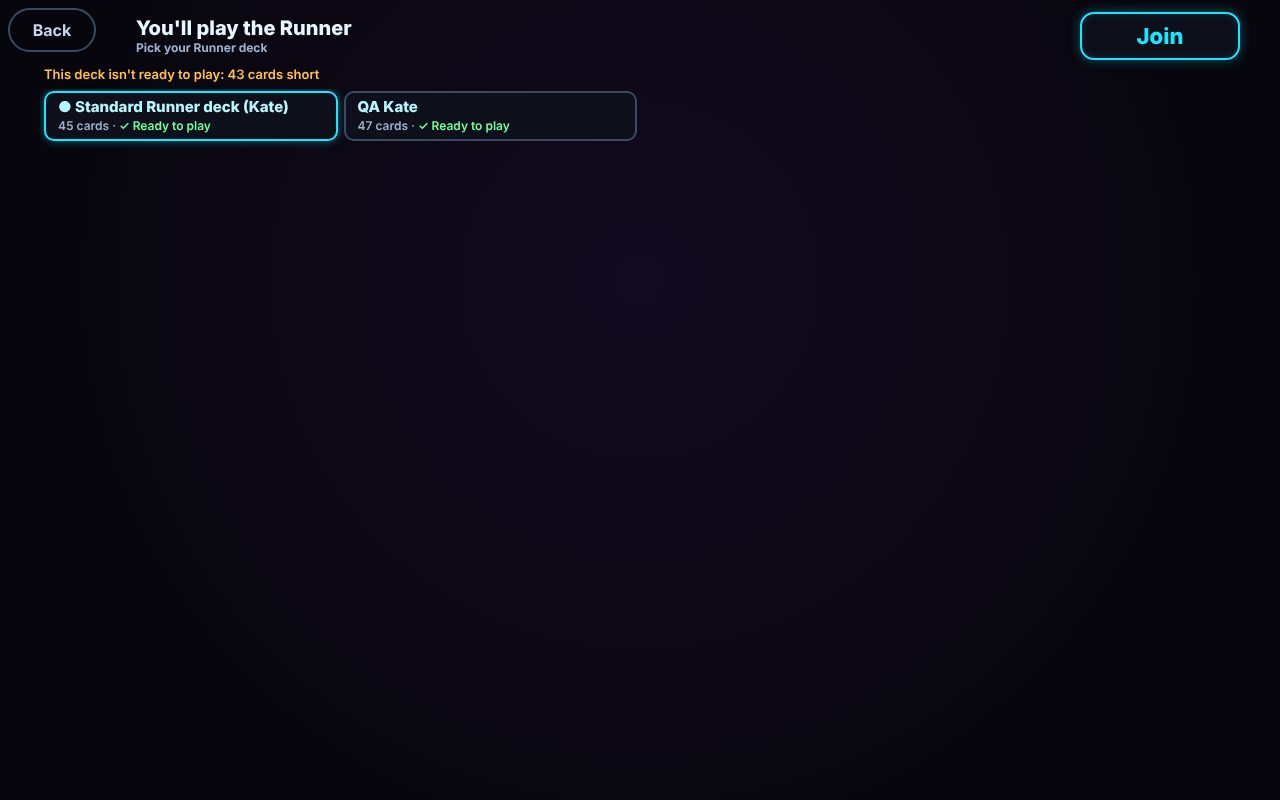 Back
You'll play the Runner
Pick your Runner deck
Join
This deck isn't ready to play: 43 cards short
● Standard Runner deck (Kate)
45 cards · ✓ Ready to play
QA Kate
47 cards · ✓ Ready to play